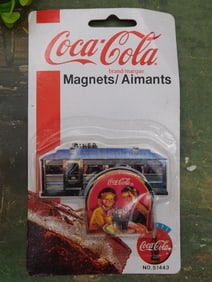 Coca-Cola
brand/marque
Magnets/Aimants
DINER
Coca-Cola
Coca-Cola
NO. 51443